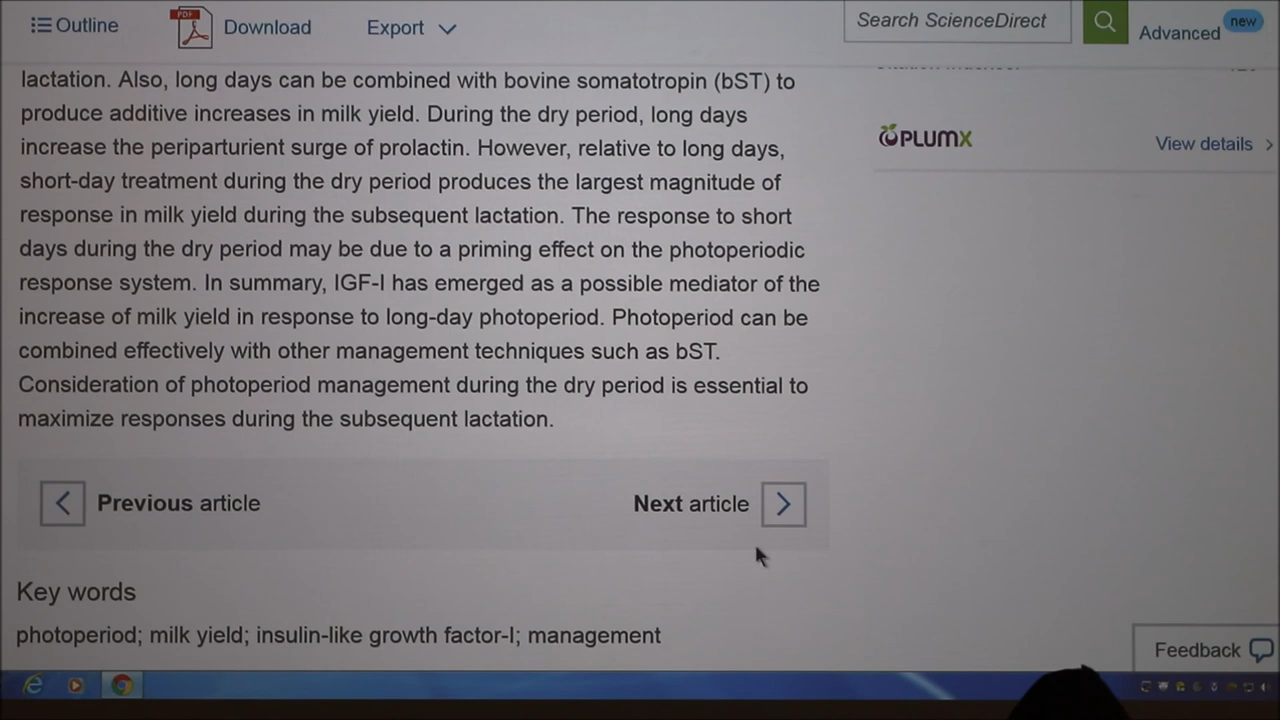 Outline
PDF
Download
Export
Search ScienceDirect
Advanced
new
lactation. Also, long days can be combined with bovine somatotropin (bST) to
produce additive increases in milk yield. During the dry period, long days
increase the periparturient surge of prolactin. However, relative to long days,
short-day treatment during the dry period produces the largest magnitude of
response in milk yield during the subsequent lactation. The response to short
days during the dry period may be due to a priming effect on the photoperiodic
response system. In summary, IGF-I has emerged as a possible mediator of the
increase of milk yield in response to long-day photoperiod. Photoperiod can be
combined effectively with other management techniques such as bST.
Consideration of photoperiod management during the dry period is essential to
maximize responses during the subsequent lactation.
PLUMX
View details
Previous article
Next article
Key words
photoperiod; milk yield; insulin-like growth factor-I; management
Feedback